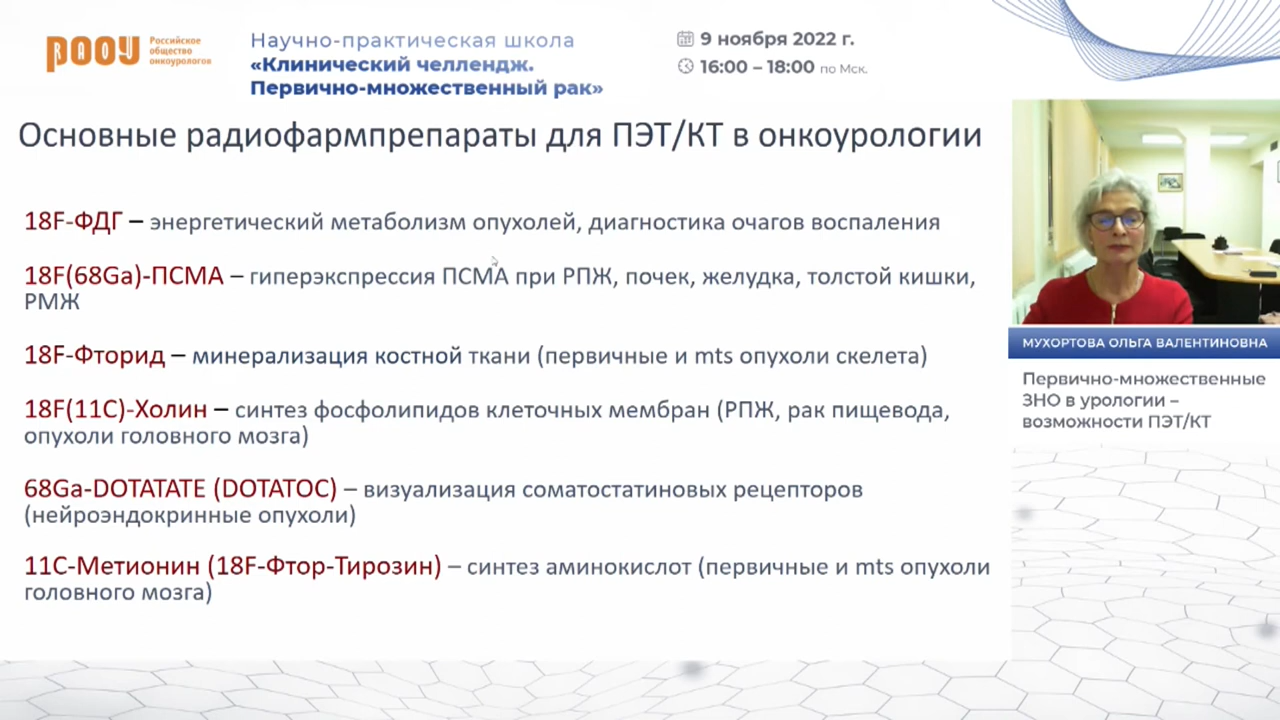 РАОУ
Российское
общество
онкоурологов
Научно-практическая школа
«Клинический челлендж.
Первично-множественный рак»
9 ноября 2022 г.
16:00 – 18:00 по Мск.
Основные радиофармпрепараты для ПЭТ/КТ в онкоурологии
18F-ФДГ – энергетический метаболизм опухолей, диагностика очагов воспаления
18F(68Ga)-ПСМА – гиперэкспрессия ПСМА при РПЖ, почек, желудка, толстой кишки,
РМЖ
18F-Фторид – минерализация костной ткани (первичные и mts опухоли скелета)
18F(11C)-Холин – синтез фосфолипидов клеточных мембран (РПЖ, рак пищевода,
опухоли головного мозга)
68Ga-DOTATATE (DOTATOC) – визуализация соматостатиновых рецепторов
(нейроэндокринные опухоли)
11C-Метионин (18F-Фтор-Тирозин) – синтез аминокислот (первичные и mts опухоли
головного мозга)
МУХОРТОВА ОЛЬГА ВАЛЕНТИНОВНА
Первично-множественные
ЗНО в урологии –
возможности ПЭТ/КТ